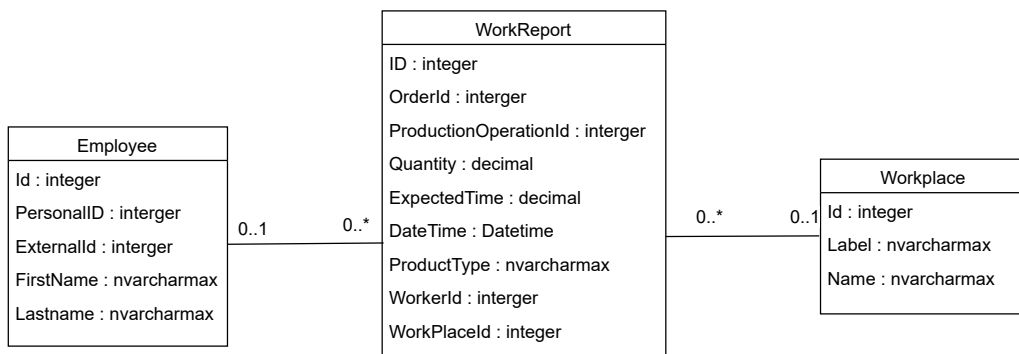 WorkReport
ID : integer
OrderId : interger
ProductionOperationId : interger
Quantity : decimal
ExpectedTime : decimal
DateTime : Datetime
ProductType : nvarcharmax
WorkerId : interger
WorkPlaceId : integer
Employee
Id : integer
PersonalID : interger
ExternalId : interger
FirstName : nvarcharmax
Lastname : nvarcharmax
0..1
0..*
0..*
0..1
Workplace
Id : integer
Label : nvarcharmax
Name : nvarcharmax